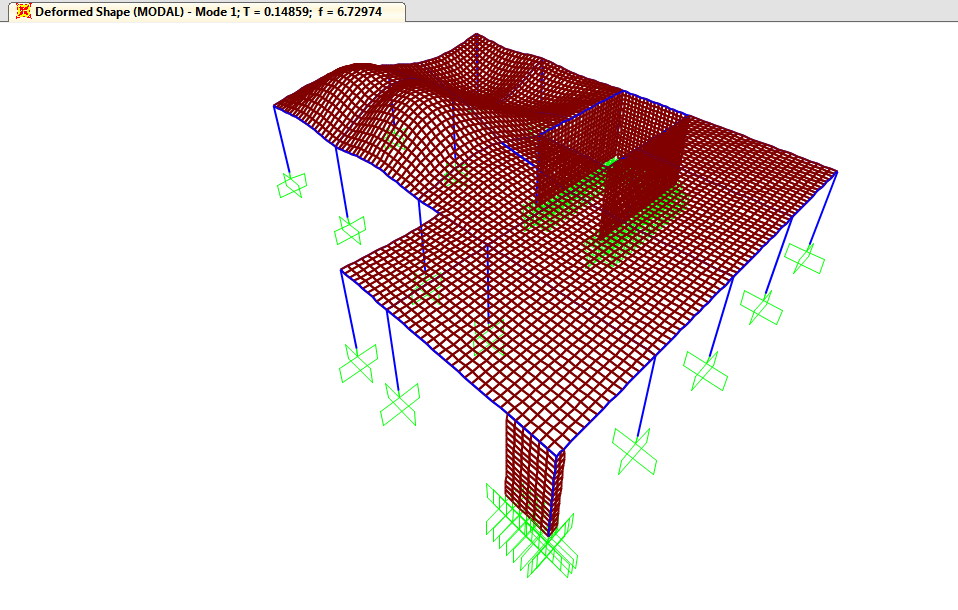 Deformed Shape (MODAL) - Mode 1; T = 0.14859; f = 6.72974